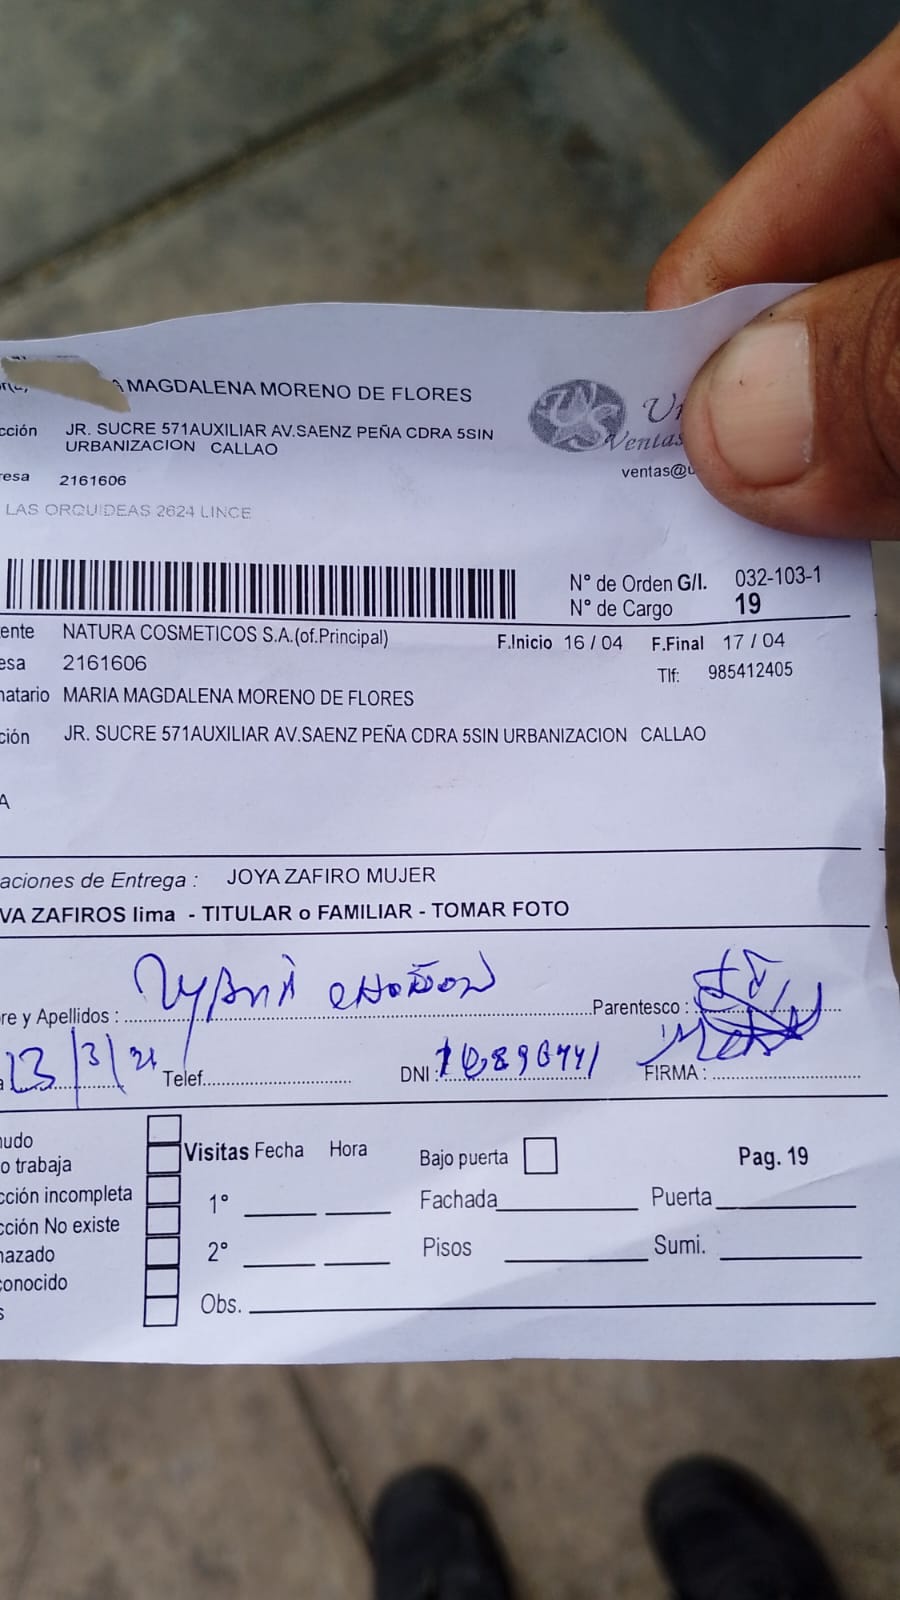 MAGDALENA MORENO DE FLORES
cción JR. SUCRE 571AUXILIAR AV.SAENZ PEÑA CDRA 5SIN
URBANIZACION CALLAO
Ventas
ventas@u
resa 2161606
LAS ORQUIDEAS 2624 LINCE
N° de Orden G/I. 032-103-1
N° de Cargo 19
ente NATURA COSMETICOS S.A.(of.Principal) F.Inicio 16 / 04 F.Final 17 / 04
esa 2161606 Tlf: 985412405
natario MARIA MAGDALENA MORENO DE FLORES
ción JR. SUCRE 571AUXILIAR AV.SAENZ PEÑA CDRA 5SIN URBANIZACION CALLAO
A
aciones de Entrega : JOYA ZAFIRO MUJER
VA ZAFIROS lima - TITULAR o FAMILIAR - TOMAR FOTO
re y Apellidos : Parentesco :
Telef. DNI : FIRMA :
udo
o trabaja
cción incompleta
cción No existe
hazado
conocido
s
Visitas Fecha Hora Bajo puerta Pag. 19
1° Fachada Puerta
2° Pisos Sumi.
Obs.